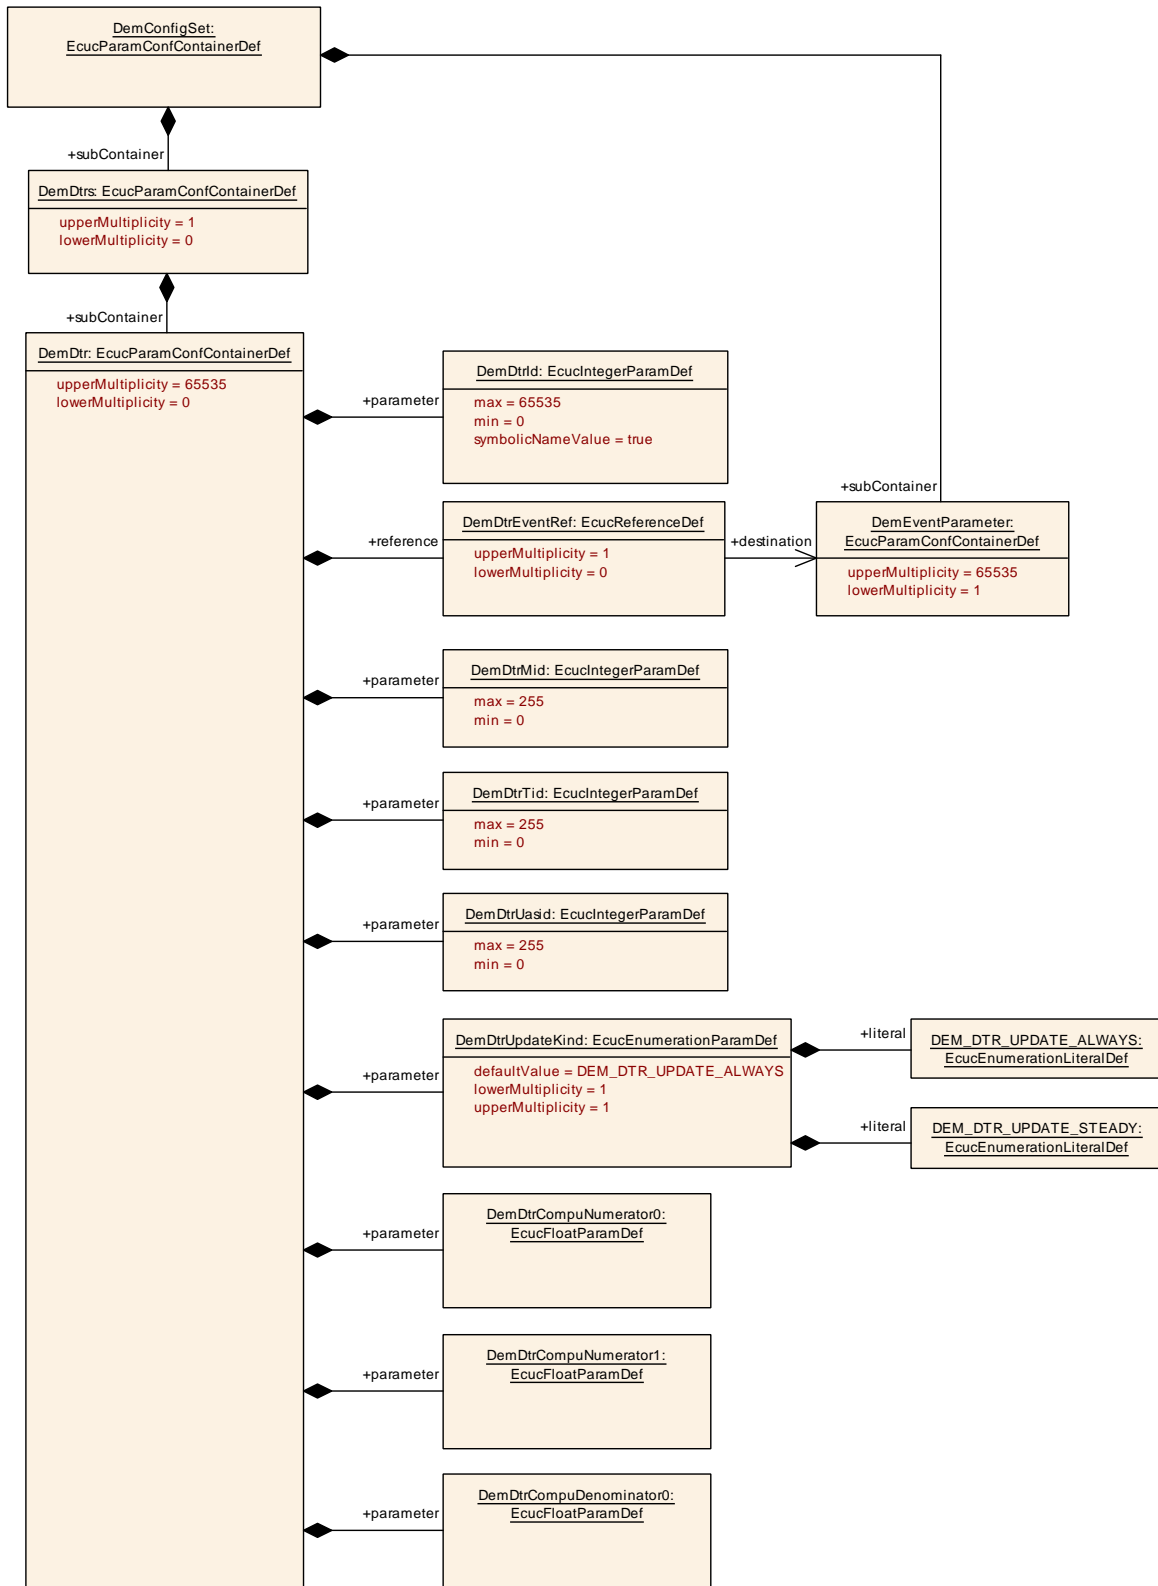 DemConfigSet:
EcucParamConfContainerDef
+subContainer
DemDtrs: EcucParamConfContainerDef
upperMultiplicity = 1
lowerMultiplicity = 0
+subContainer
DemDtr: EcucParamConfContainerDef
upperMultiplicity = 65535
lowerMultiplicity = 0
+parameter
DemDtrId: EcucIntegerParamDef
max = 65535
min = 0
symbolicNameValue = true
+reference
DemDtrEventRef: EcucReferenceDef
upperMultiplicity = 1
lowerMultiplicity = 0
+destination
+subContainer
DemEventParameter:
EcucParamConfContainerDef
upperMultiplicity = 65535
lowerMultiplicity = 1
+parameter
DemDtrMid: EcucIntegerParamDef
max = 255
min = 0
+parameter
DemDtrTid: EcucIntegerParamDef
max = 255
min = 0
+parameter
DemDtrUasid: EcucIntegerParamDef
max = 255
min = 0
+parameter
DemDtrUpdateKind: EcucEnumerationParamDef
defaultValue = DEM_DTR_UPDATE_ALWAYS
lowerMultiplicity = 1
upperMultiplicity = 1
+literal
DEM_DTR_UPDATE_ALWAYS:
EcucEnumerationLiteralDef
+literal
DEM_DTR_UPDATE_STEADY:
EcucEnumerationLiteralDef
+parameter
DemDtrCompuNumerator0:
EcucFloatParamDef
+parameter
DemDtrCompuNumerator1:
EcucFloatParamDef
+parameter
DemDtrCompuDenominator0:
EcucFloatParamDef